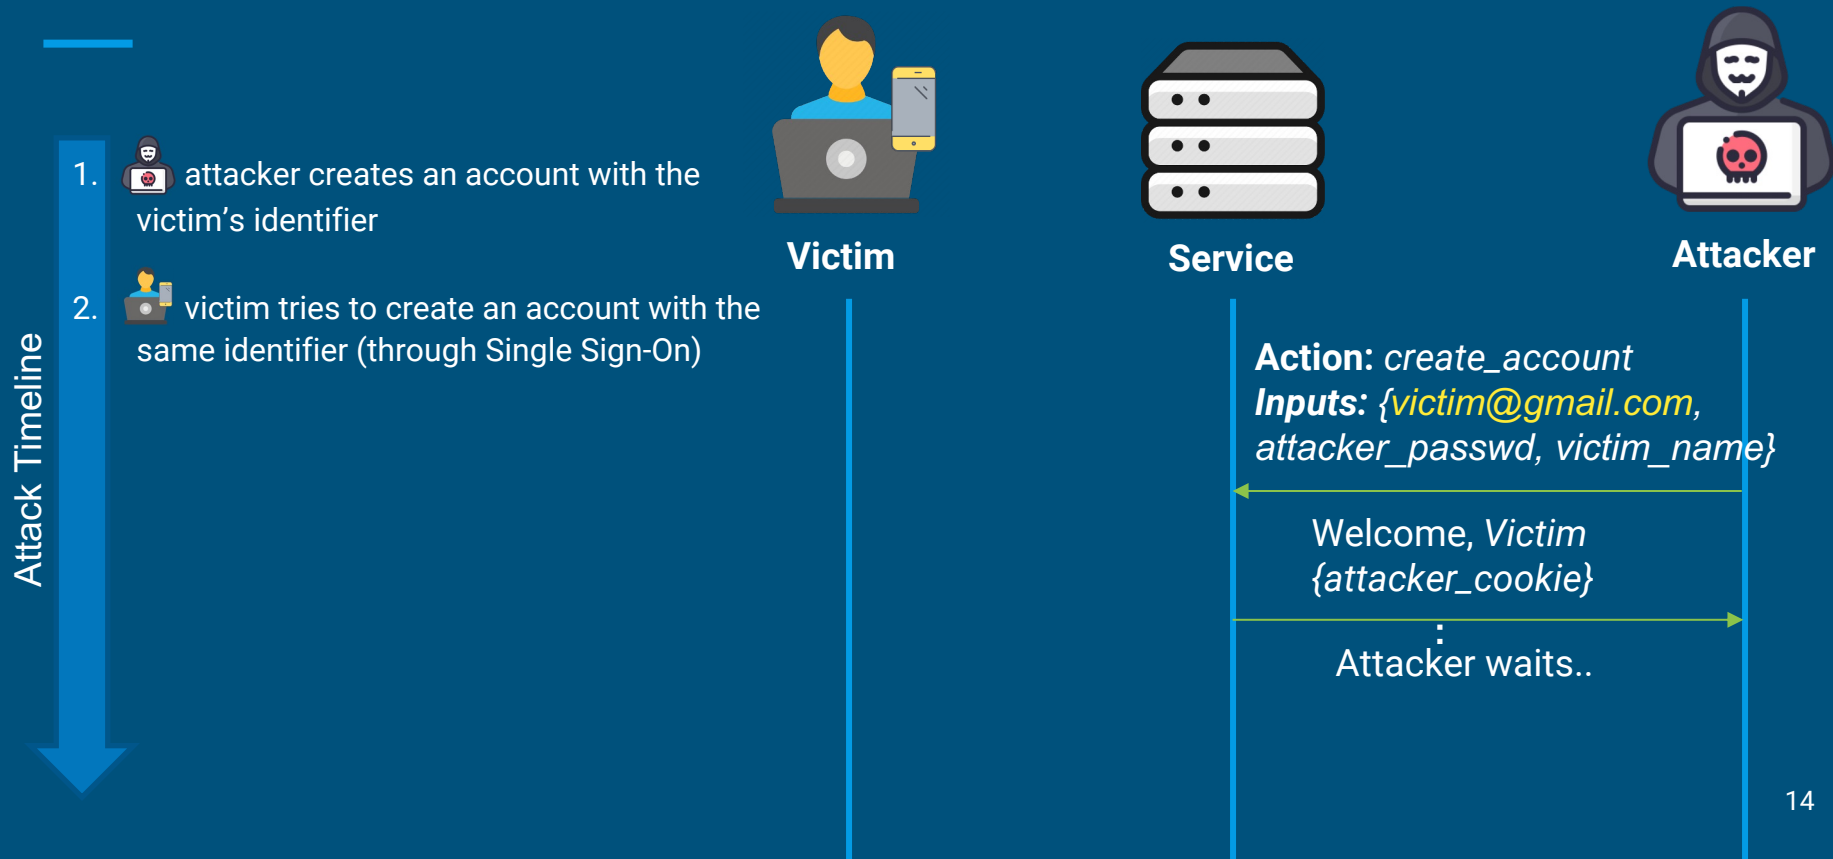 Attack Timeline
1. attacker creates an account with the
victim’s identifier
2. victim tries to create an account with the
same identifier (through Single Sign-On)
Victim
Service
Attacker
Action: create_account
Inputs: {victim@gmail.com,
attacker_passwd, victim_name}
Welcome, Victim
{attacker_cookie}
:
Attacker waits..
14